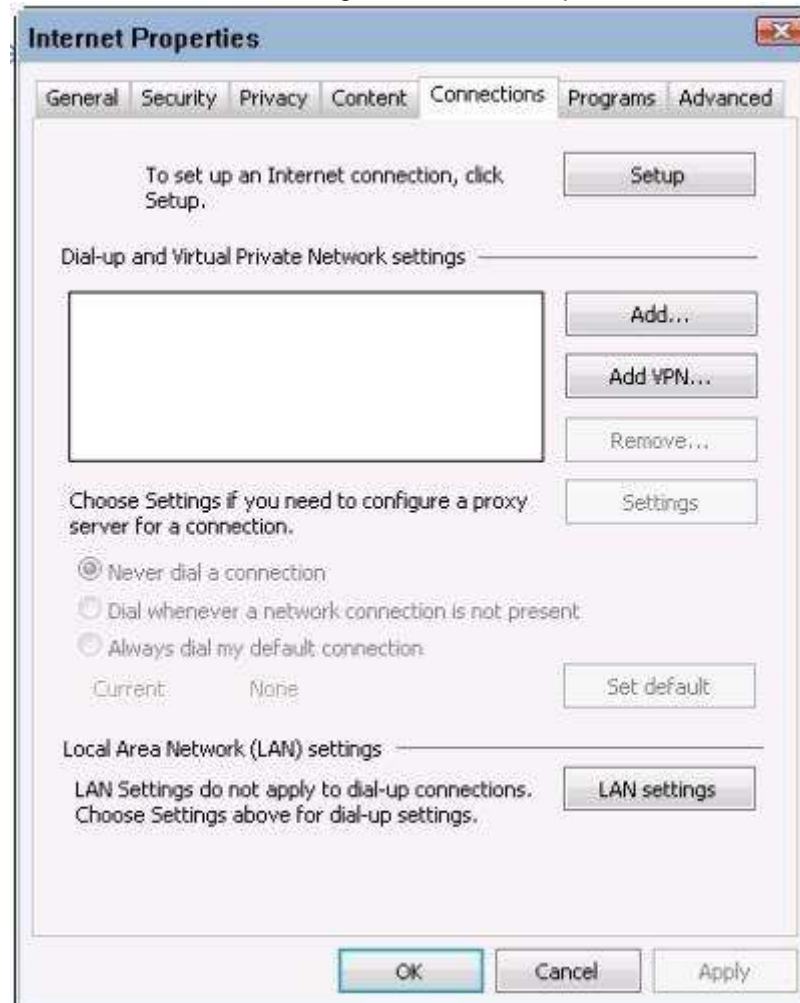 Internet Properties
General Security Privacy Content Connections Programs Advanced
To set up an Internet connection, click
Setup.
Setup
Dial-up and Virtual Private Network settings
Add...
Add VPN...
Remove...
Choose Settings if you need to configure a proxy
server for a connection.
Settings
Never dial a connection
Dial whenever a network connection is not present
Always dial my default connection
Current None
Set default
Local Area Network (LAN) settings
LAN Settings do not apply to dial-up connections.
Choose Settings above for dial-up settings.
LAN settings
OK Cancel Apply